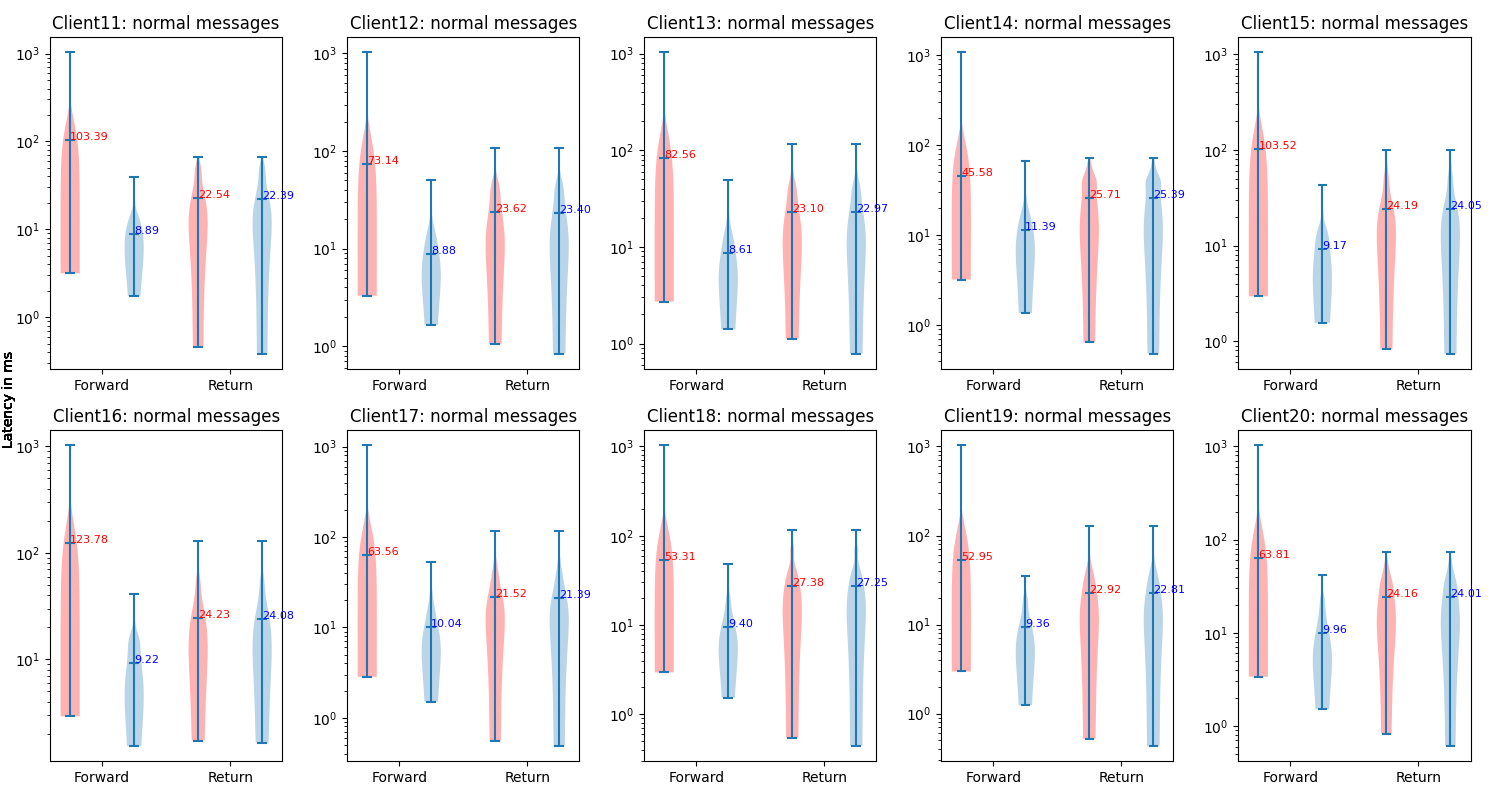 Client11: normal messages
10³
10²
10¹
10⁰
103.39
8.89
22.54
22.39
Forward
Return
Client12: normal messages
10³
10²
10¹
10⁰
73.14
8.88
23.62
23.40
Forward
Return
Client13: normal messages
10³
10²
10¹
10⁰
82.56
8.61
23.10
22.97
Forward
Return
Client14: normal messages
10³
10²
10¹
10⁰
45.58
11.39
25.71
25.39
Forward
Return
Client15: normal messages
10³
10²
10¹
10⁰
103.52
9.17
24.19
24.05
Forward
Return
Latency in ms
Client16: normal messages
10³
10²
10¹
123.78
9.22
24.23
24.08
Forward
Return
Client17: normal messages
10³
10²
10¹
10⁰
63.56
10.04
21.52
21.39
Forward
Return
Client18: normal messages
10³
10²
10¹
10⁰
53.31
9.40
27.38
27.25
Forward
Return
Client19: normal messages
10³
10²
10¹
10⁰
52.95
9.36
22.92
22.81
Forward
Return
Client20: normal messages
10³
10²
10¹
10⁰
63.81
9.96
24.16
24.01
Forward
Return